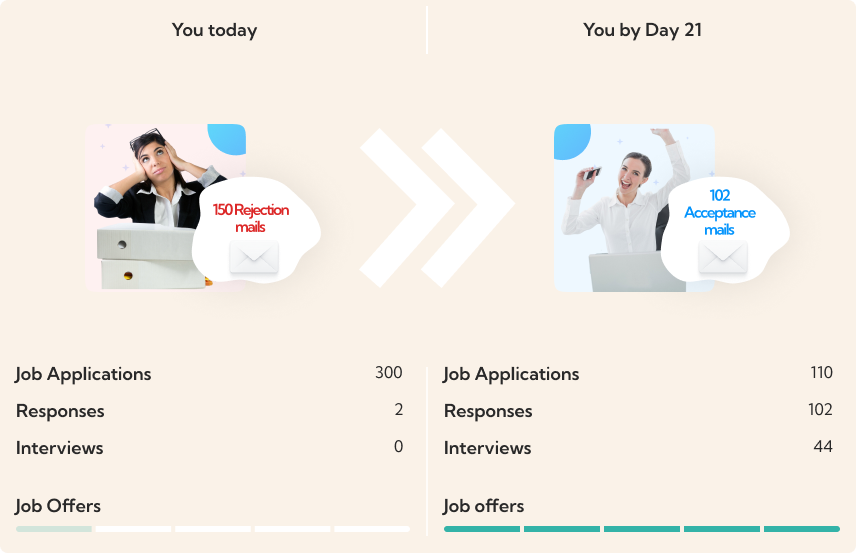 You today
You by Day 21
150 Rejection
mails
102
Acceptance
mails
Job Applications 300
Responses 2
Interviews 0
Job Offers
Job Applications 110
Responses 102
Interviews 44
Job offers